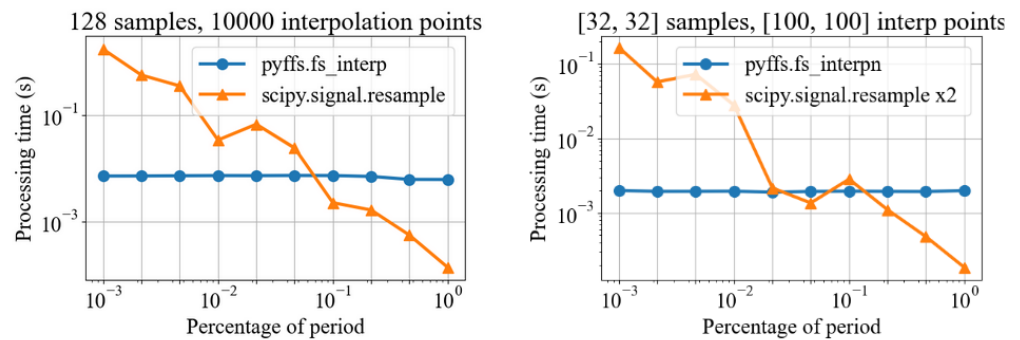 128 samples, 10000 interpolation points
pyffs.fs_interp
scipy.signal.resample
Processing time (s)
10^{-1}
10^{-3}
10^{-3}
10^{-2}
10^{-1}
10^{0}
Percentage of period
[32, 32] samples, [100, 100] interp points
pyffs.fs_interpn
scipy.signal.resample x2
Processing time (s)
10^{-1}
10^{-2}
10^{-3}
10^{-3}
10^{-2}
10^{-1}
10^{0}
Percentage of period